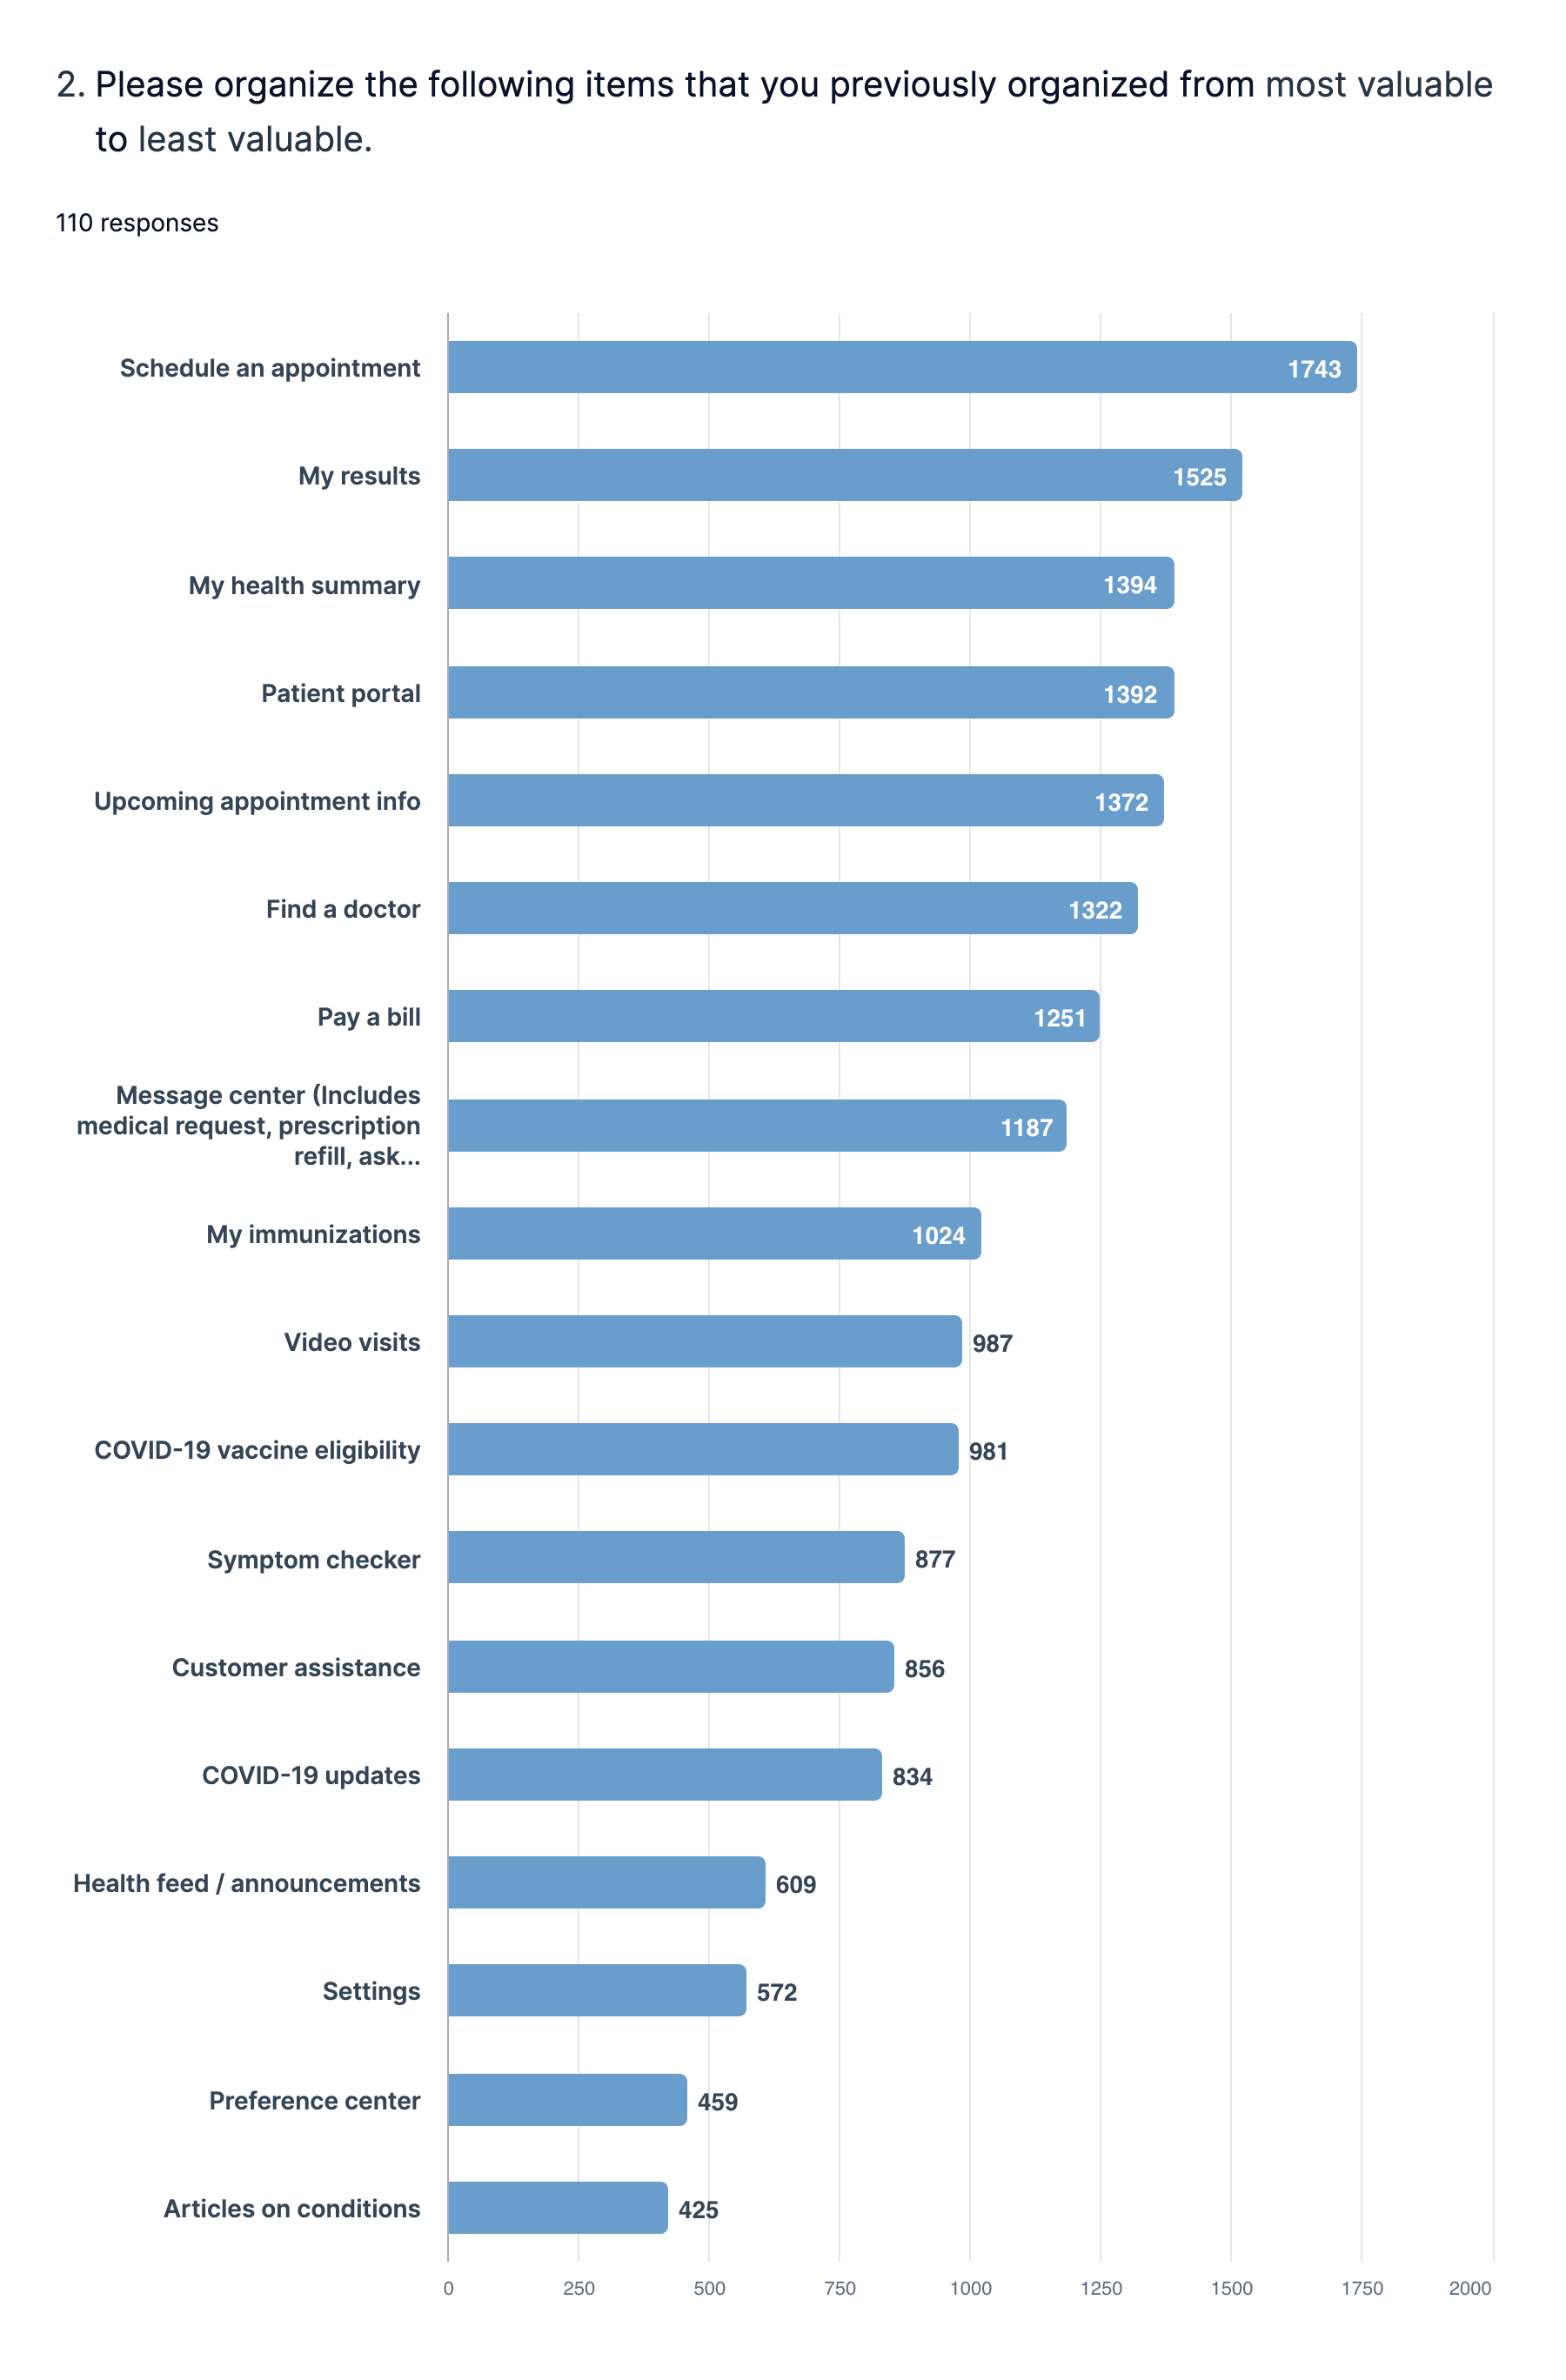 2. Please organize the following items that you previously organized from most valuable
to least valuable.
110 responses
Schedule an appointment 1743
My results 1525
My health summary 1394
Patient portal 1392
Upcoming appointment info 1372
Find a doctor 1322
Pay a bill 1251
Message center (Includes
medical request, prescription 1187
refill, ask...
My immunizations 1024
Video visits 987
COVID-19 vaccine eligibility 981
Symptom checker 877
Customer assistance 856
COVID-19 updates 834
Health feed / announcements 609
Settings 572
Preference center 459
Articles on conditions 425
0 250 500 750 1000 1250 1500 1750 2000